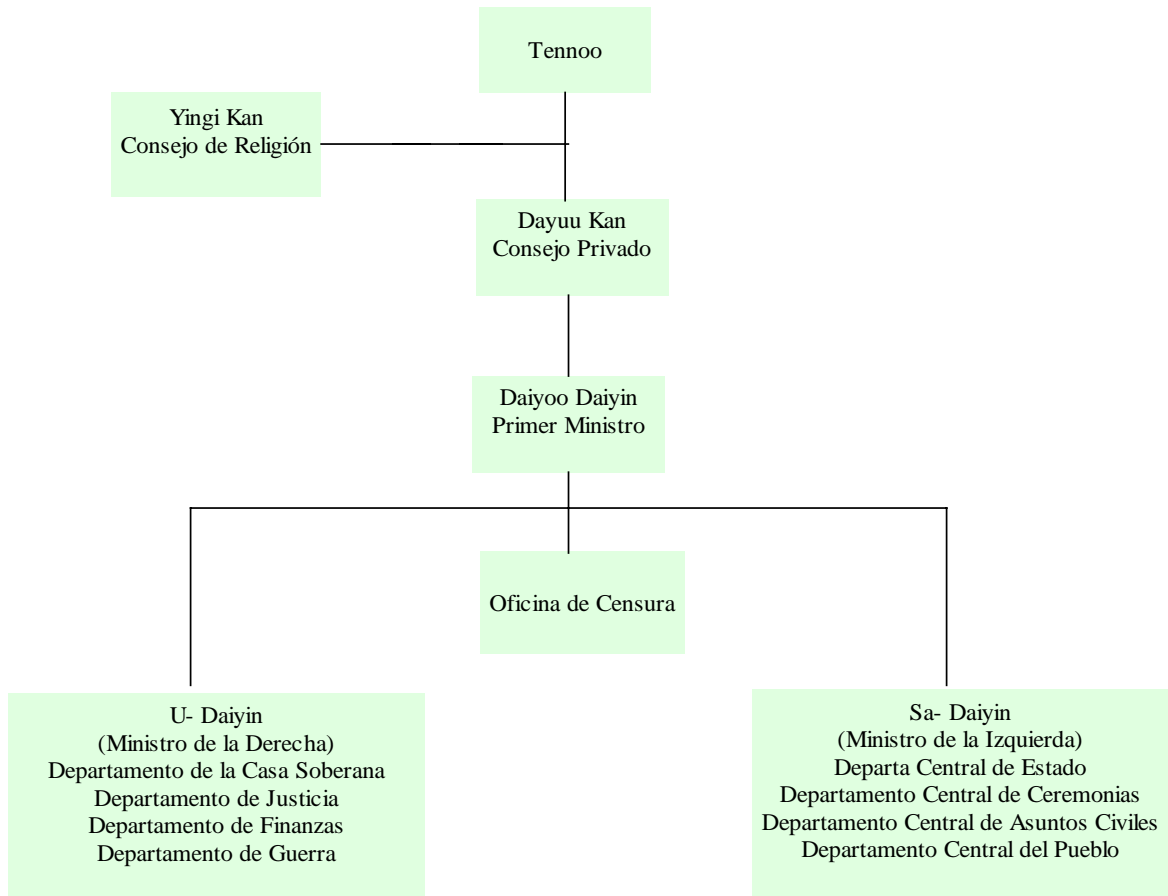 Tennoo
Yingi Kan
Consejo de Religión
Dayuu Kan
Consejo Privado
Daiyoo Daiyin
Primer Ministro
Oficina de Censura
U- Daiyin
(Ministro de la Derecha)
Departamento de la Casa Soberana
Departamento de Justicia
Departamento de Finanzas
Departamento de Guerra
Sa- Daiyin
(Ministro de la Izquierda)
Departa Central de Estado
Departamento Central de Ceremonias
Departamento Central de Asuntos Civiles
Departamento Central del Pueblo